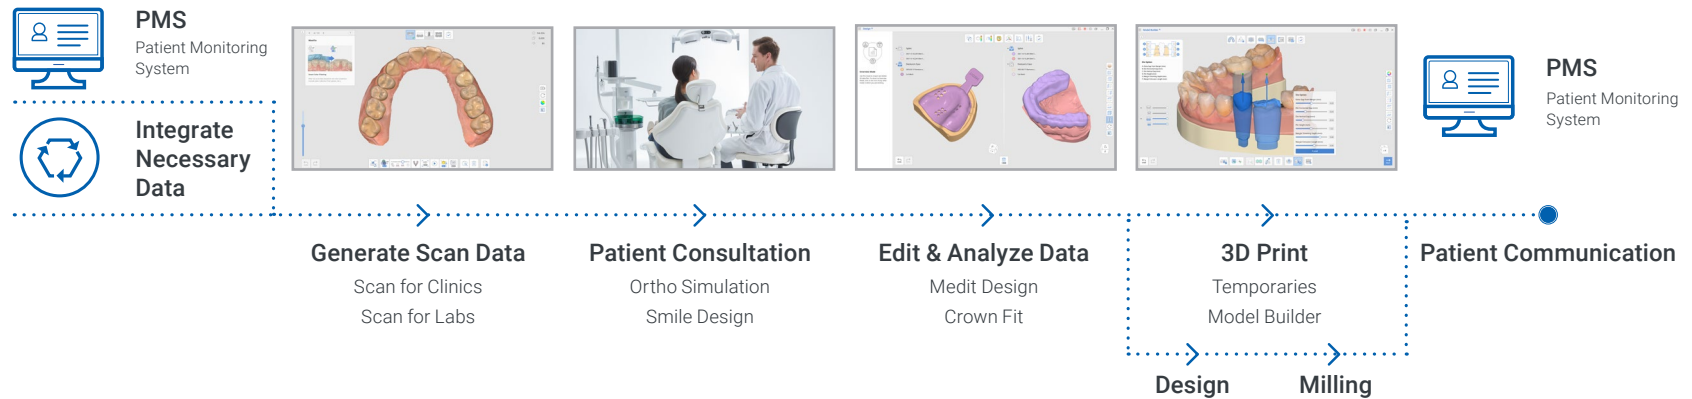 PMS
Patient Monitoring
System
Integrate
Necessary
Data
Generate Scan Data
Scan for Clinics
Scan for Labs
Patient Consultation
Ortho Simulation
Smile Design
Edit & Analyze Data
Medit Design
Crown Fit
3D Print
Temporaries
Model Builder
Design
Milling
PMS
Patient Monitoring
System
Patient Communication